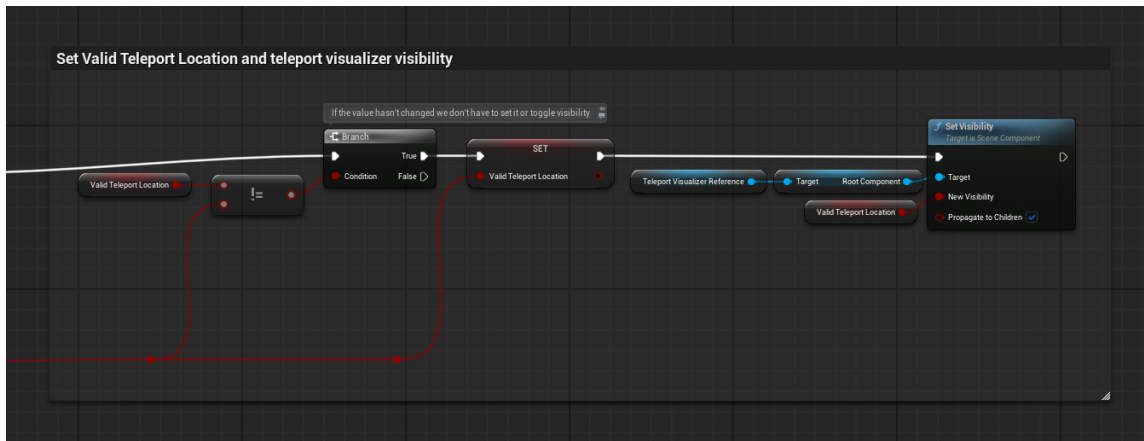 Set Valid Teleport Location and teleport visualizer visibility
If the value hasn't changed we don't have to set it or toggle visibility
Branch
True
Condition
False
Valid Teleport Location
!=
SET
Valid Teleport Location
Teleport Visualizer Reference
Target
Root Component
Valid Teleport Location
f Set Visibility
Target is Scene Component
Target
New Visibility
Propagate to Children